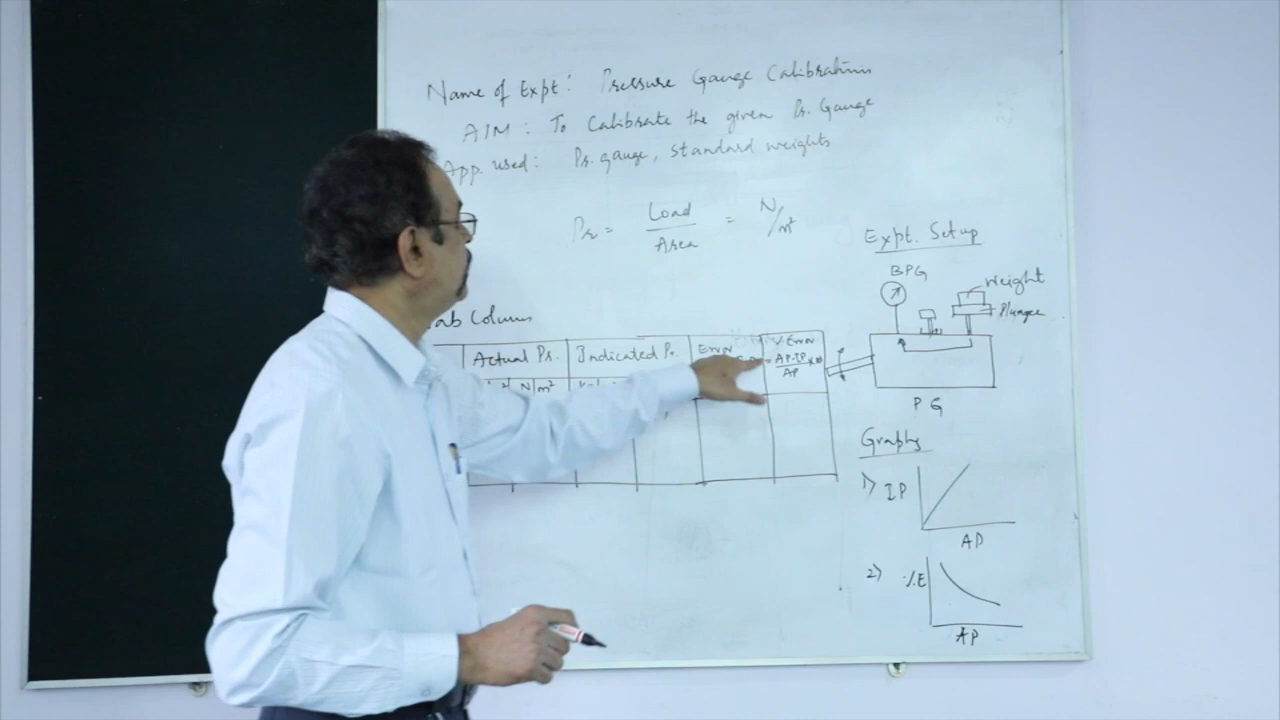 Name of Expt: Pressure Gauge Calibration
AIM: To Calibrate the given Pr. Gauge
App. used: Pr. gauge, standard weights
Pr = Load / Area = N/m²
Expt. Setup
BPG
Weight
Plunger
PG
Column
Actual Pr. Indicated Pr. Error %Error
N/m² = AP-IP / AP
Graphs
1) IP
AP
2) %E
AP